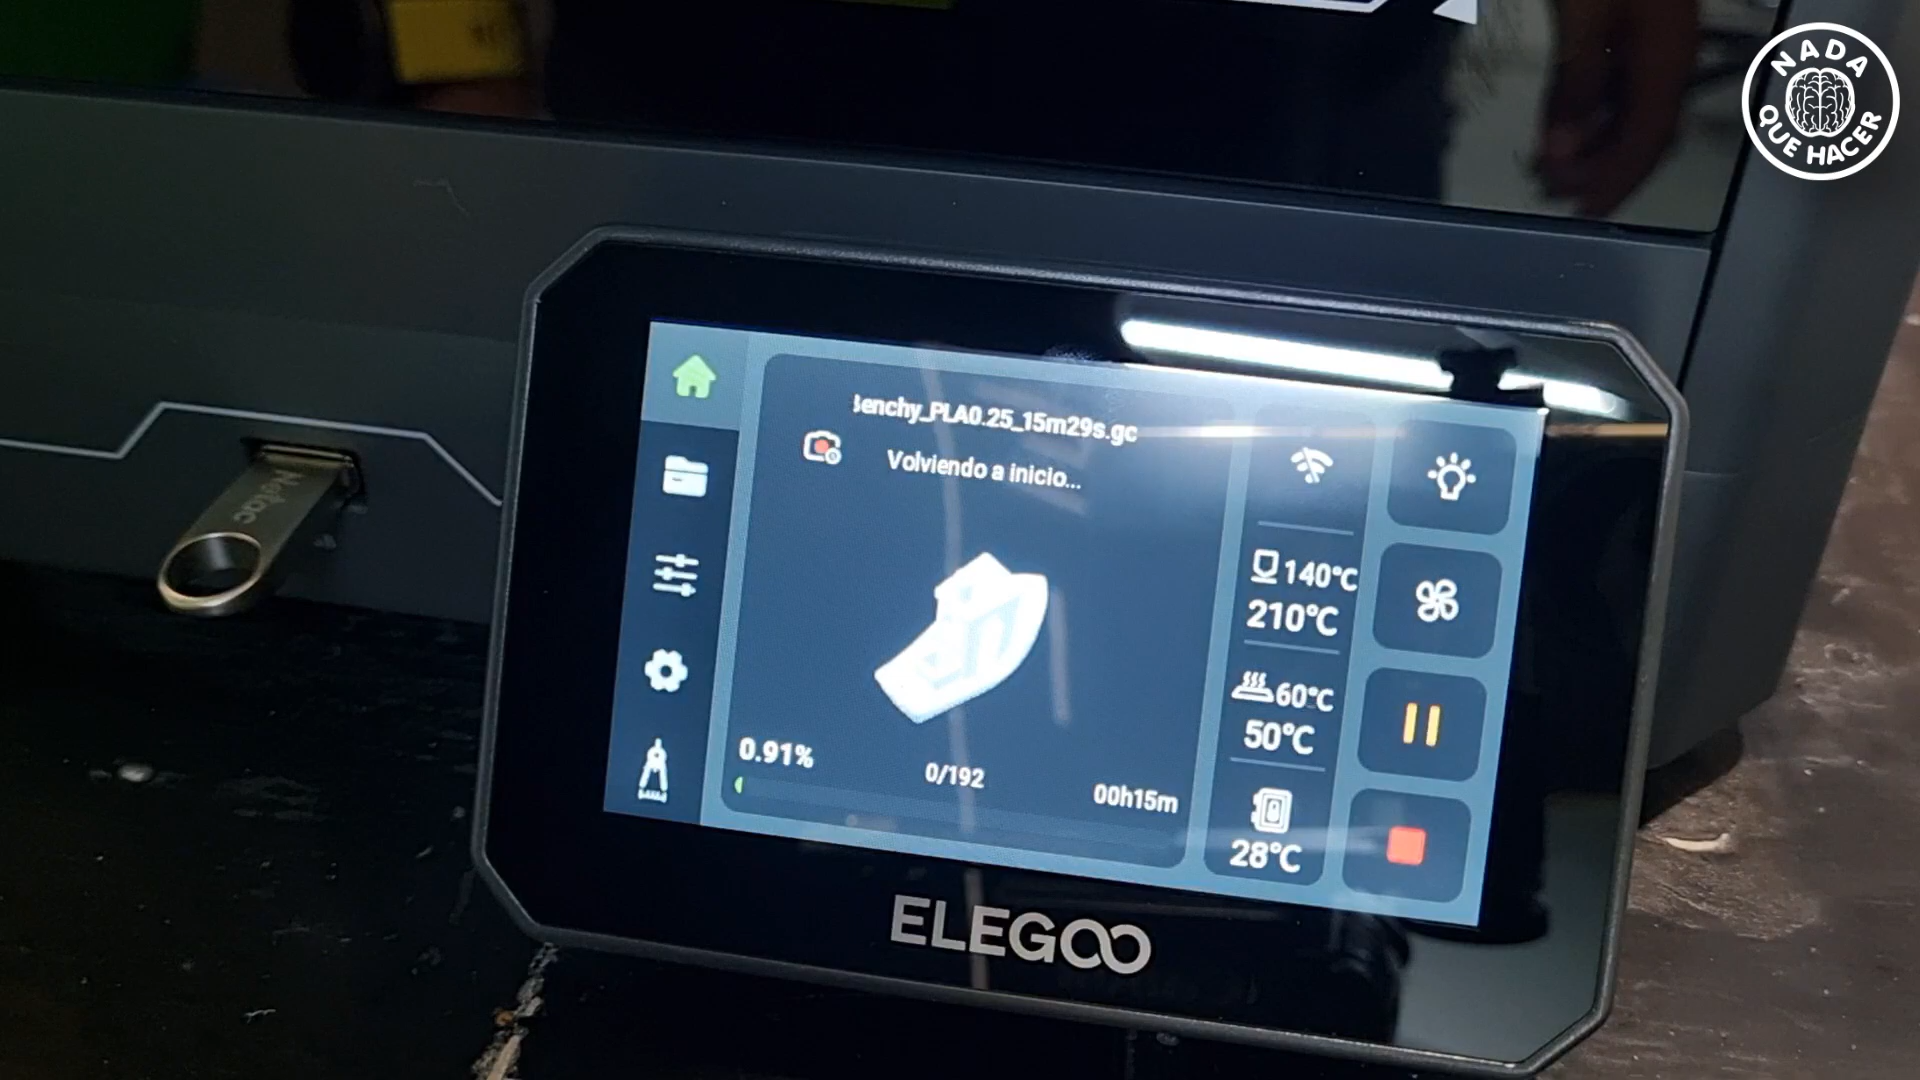 NADA
QUE HACER
Benchy_PLA0.25_15m29s.gc
Volviendo a inicio...
140°C
210°C
60°C
50°C
28°C
0.91%
0/192
00h15m
ELEGOO
Netac